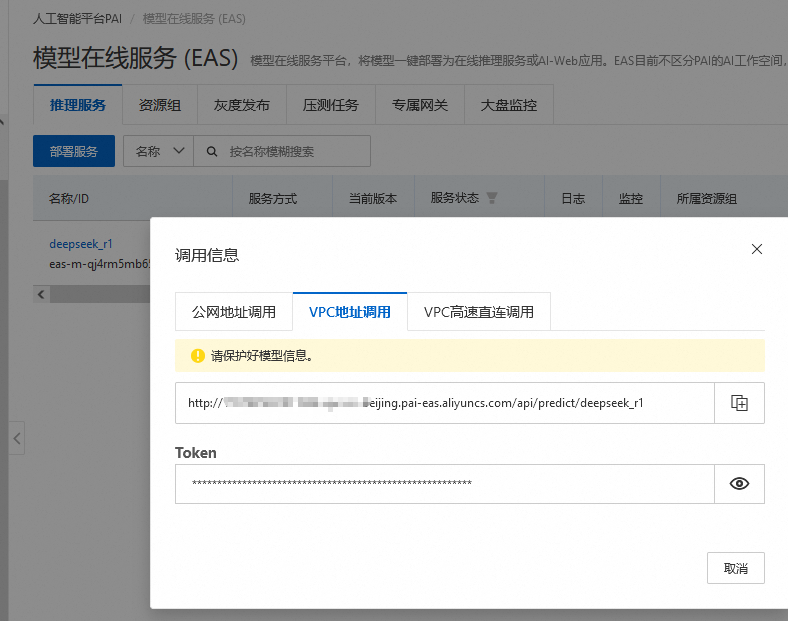 人工智能平台PAI / 模型在线服务 (EAS)
模型在线服务 (EAS) 模型在线服务平台，将模型一键部署为在线推理服务或AI-Web应用。EAS目前不区分PAI的AI工作空间，
推理服务 资源组 灰度发布 压测任务 专属网关 大盘监控
部署服务 名称 按名称模糊搜索
名称/ID 服务方式 当前版本 服务状态 日志 监控 所属资源组
deepseek_r1
eas-m-qj4rm5mb6
调用信息
公网地址调用 VPC地址调用 VPC高速直连调用
请保护好模型信息。
http:// eijing.pai-eas.aliyuncs.com/api/predict/deepseek_r1
Token
********************************************************
取消